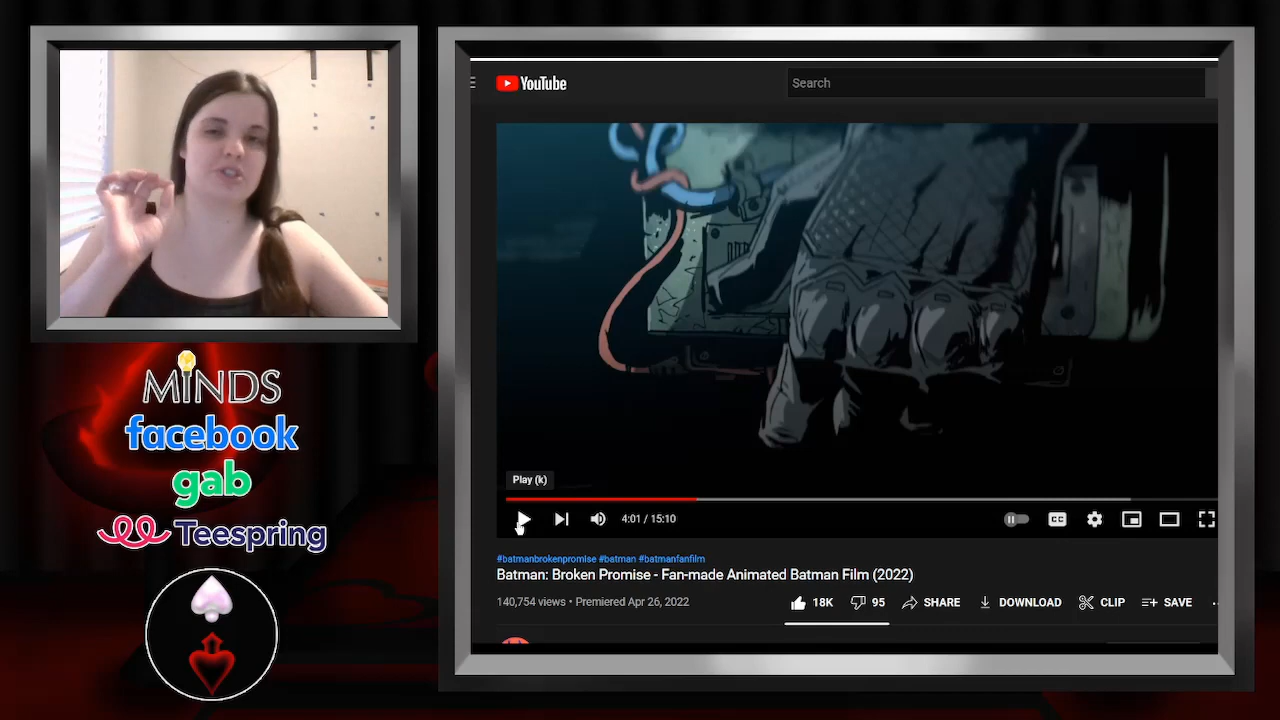 YouTube
Search
MINDS
facebook
gab
Teespring
Play (k)
4:01 / 15:10
CC
#batmanbrokenpromise #batman #batmanfanfilm
Batman: Broken Promise - Fan-made Animated Batman Film (2022)
140,754 views • Premiered Apr 26, 2022
18K
95
SHARE
DOWNLOAD
CLIP
SAVE